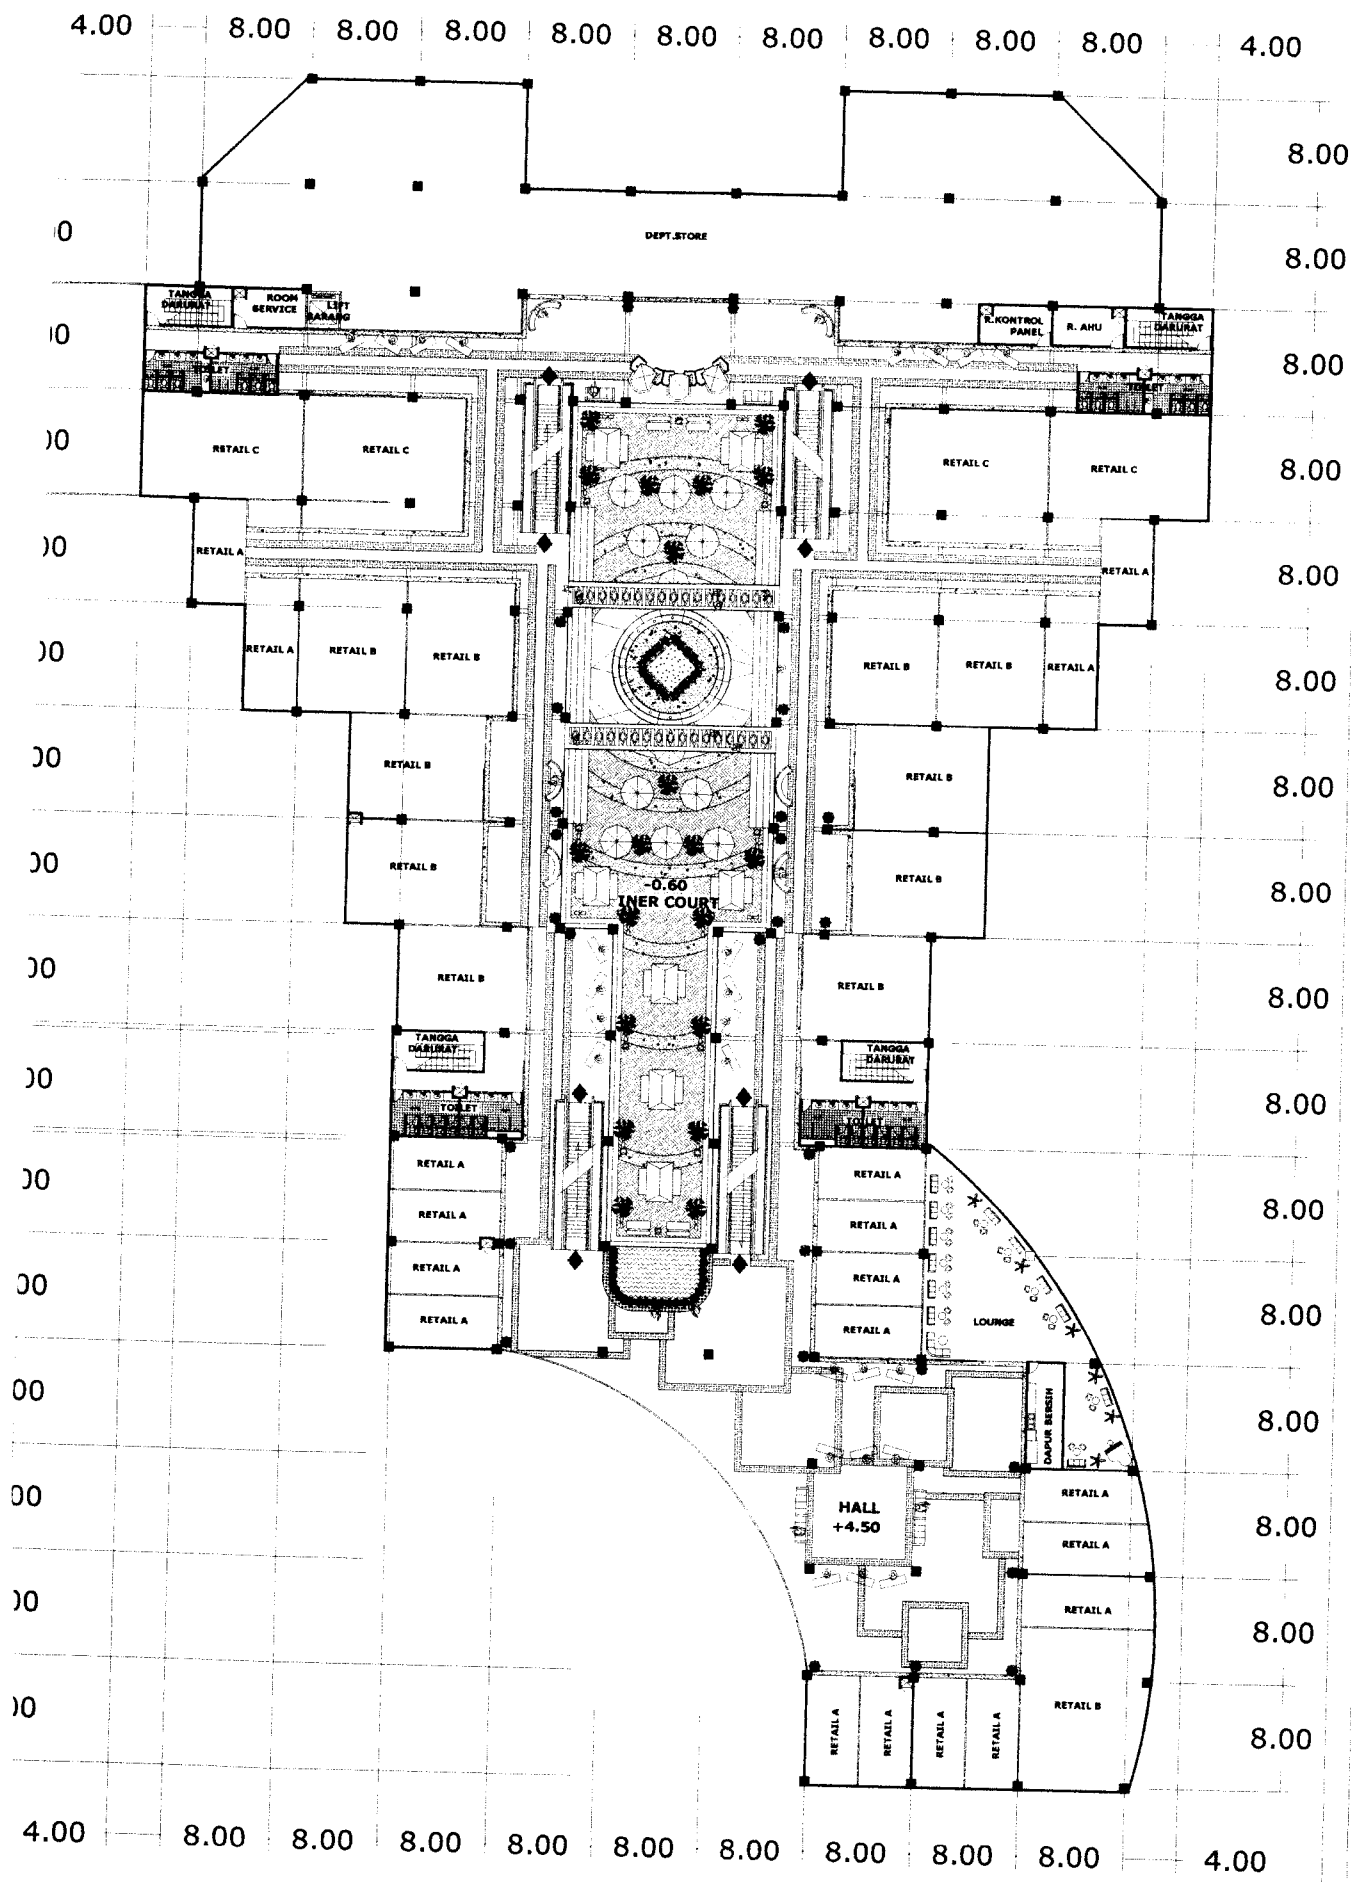 4.00 8.00 8.00 8.00 8.00 8.00 8.00 8.00 8.00 8.00 4.00
8.00
DEPT.STORE
8.00
TANGGA
DARURAT
ROOM
SERVICE
LIFT
BARANG
R.KONTROL
PANEL
R. AHU
TANGGA
DARURAT
8.00
TOILET
TOILET
RETAIL C
RETAIL C
RETAIL C
RETAIL C
8.00
RETAIL A
RETAIL A
8.00
RETAIL A
RETAIL B
RETAIL B
RETAIL B
RETAIL B
RETAIL A
8.00
RETAIL B
RETAIL B
8.00
RETAIL B
RETAIL B
8.00
-0.60
INER COURT
RETAIL B
RETAIL B
8.00
TANGGA
DARURAT
TANGGA
DARURAT
8.00
TOILET
TOILET
RETAIL A
RETAIL A
RETAIL A
RETAIL A
8.00
RETAIL A
RETAIL A
RETAIL A
RETAIL A
LOUNGE
8.00
DAPUR BERSIH
8.00
HALL
+4.50
RETAIL A
RETAIL A
8.00
RETAIL A
8.00
RETAIL A
RETAIL A
RETAIL A
RETAIL A
RETAIL B
8.00
4.00 8.00 8.00 8.00 8.00 8.00 8.00 8.00 8.00 8.00 4.00